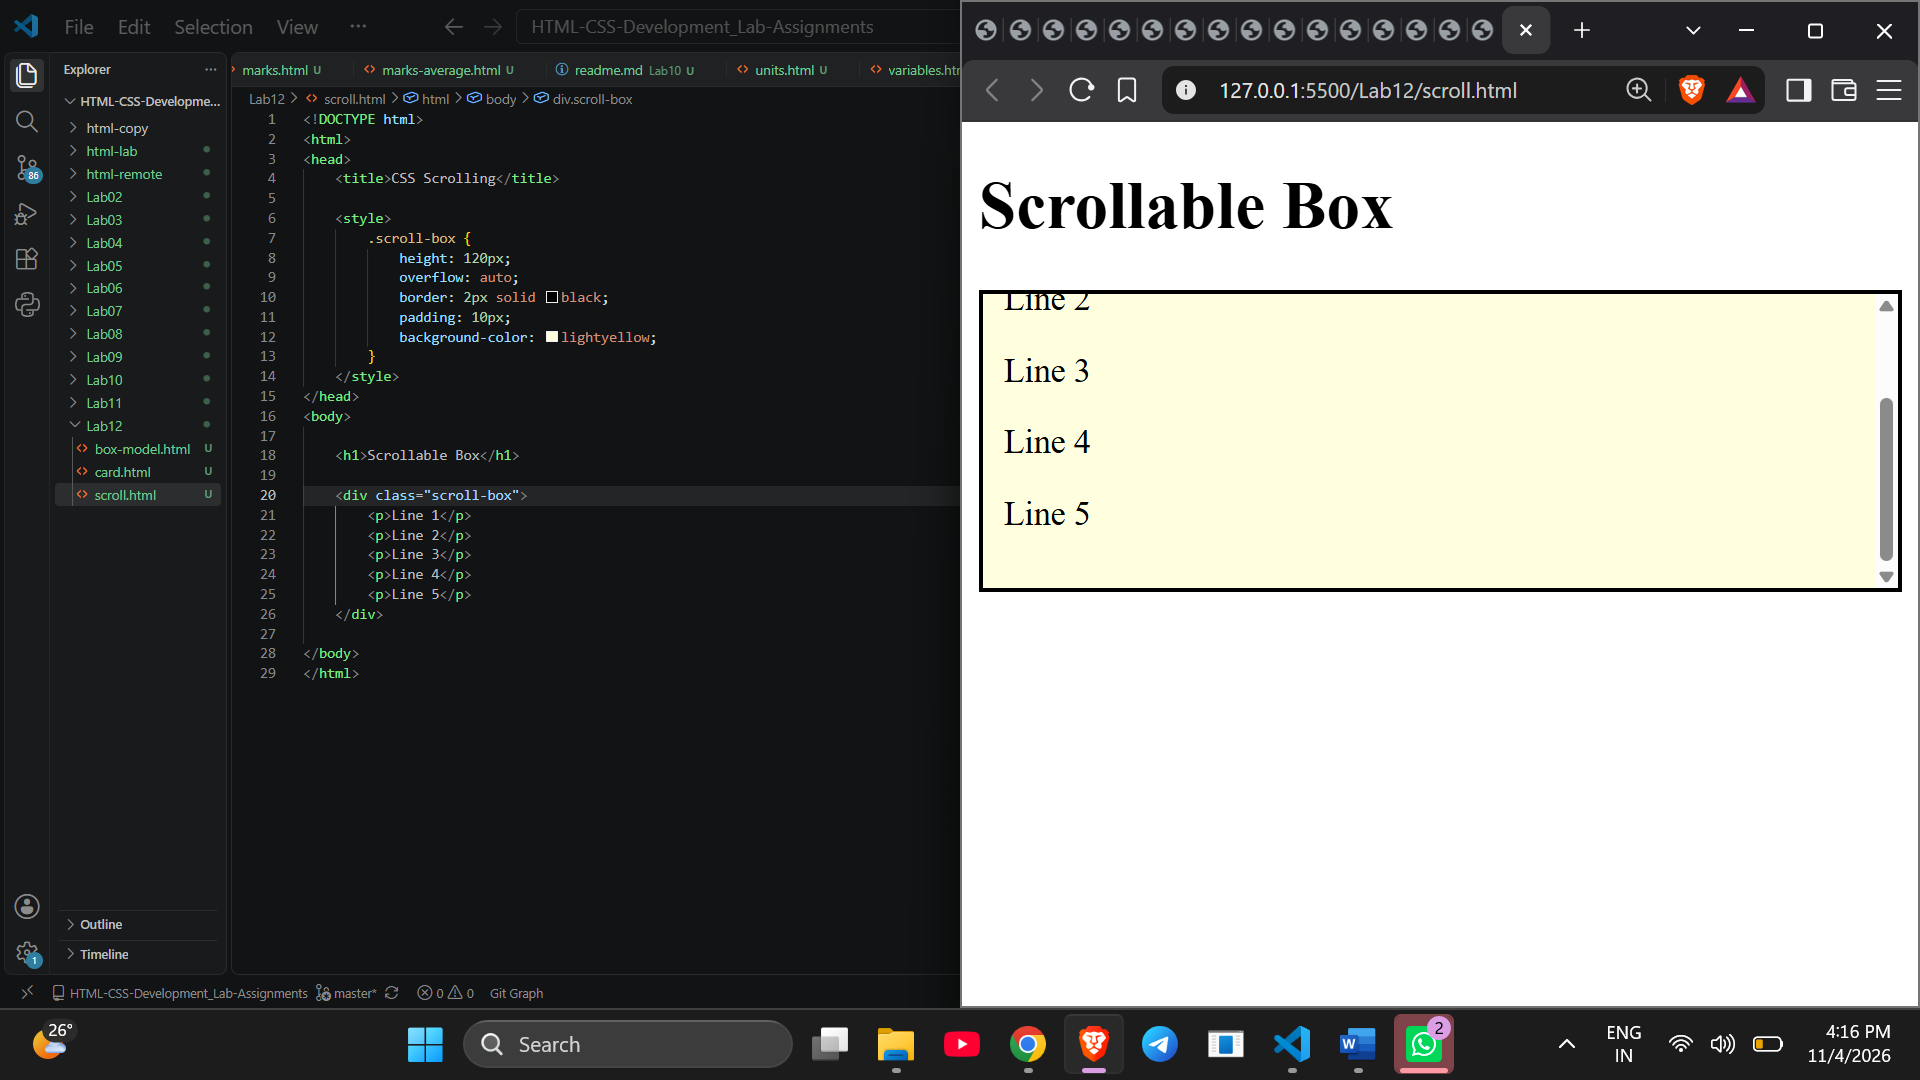 File Edit Selection View ··· HTML-CSS-Development_Lab-Assignments
Explorer ···
HTML-CSS-Developme...
html-copy
html-lab
html-remote
Lab02
Lab03
Lab04
Lab05
Lab06
Lab07
Lab08
Lab09
Lab10
Lab11
Lab12
box-model.html U
card.html U
scroll.html U
Outline
Timeline
86
1
marks.html U marks-average.html U readme.md Lab10 U units.html U variables.htm
Lab12 > scroll.html > html > body > div.scroll-box
1 <!DOCTYPE html>
2 <html>
3 <head>
4 <title>CSS Scrolling</title>
5
6 <style>
7 .scroll-box {
8 height: 120px;
9 overflow: auto;
10 border: 2px solid black;
11 padding: 10px;
12 background-color: lightyellow;
13 }
14 </style>
15 </head>
16 <body>
17
18 <h1>Scrollable Box</h1>
19
20 <div class="scroll-box">
21 <p>Line 1</p>
22 <p>Line 2</p>
23 <p>Line 3</p>
24 <p>Line 4</p>
25 <p>Line 5</p>
26 </div>
27
28 </body>
29 </html>
HTML-CSS-Development_Lab-Assignments master* 0 0 Git Graph
127.0.0.1:5500/Lab12/scroll.html
Scrollable Box
Line 2
Line 3
Line 4
Line 5
26°
Search
W
2
ENG
IN
4:16 PM
11/4/2026